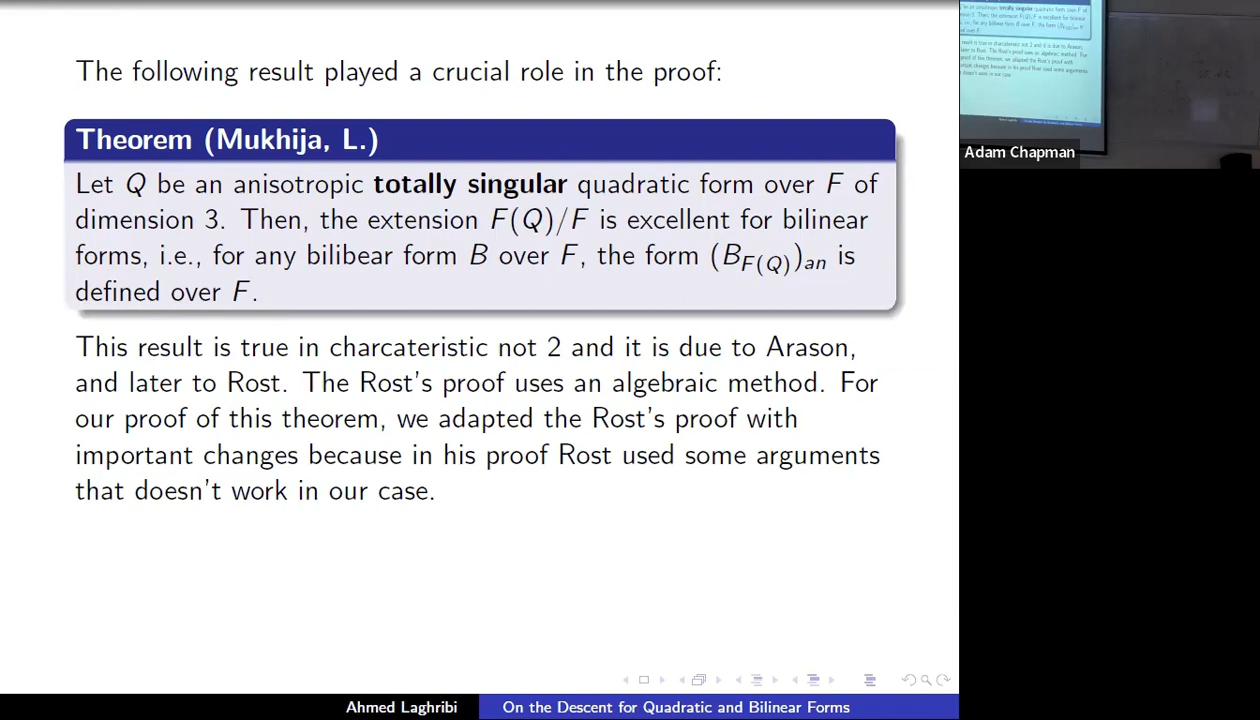 The following result played a crucial role in the proof:
Theorem (Mukhija, L.)
Let Q be an anisotropic totally singular quadratic form over F of
dimension 3. Then, the extension F(Q)/F is excellent for bilinear
forms, i.e., for any bilibear form B over F, the form (B_{F(Q)})_{an} is
defined over F.
This result is true in charcateristic not 2 and it is due to Arason,
and later to Rost. The Rost's proof uses an algebraic method. For
our proof of this theorem, we adapted the Rost's proof with
important changes because in his proof Rost used some arguments
that doesn't work in our case.
Ahmed Laghribi
On the Descent for Quadratic and Bilinear Forms
Adam Chapman